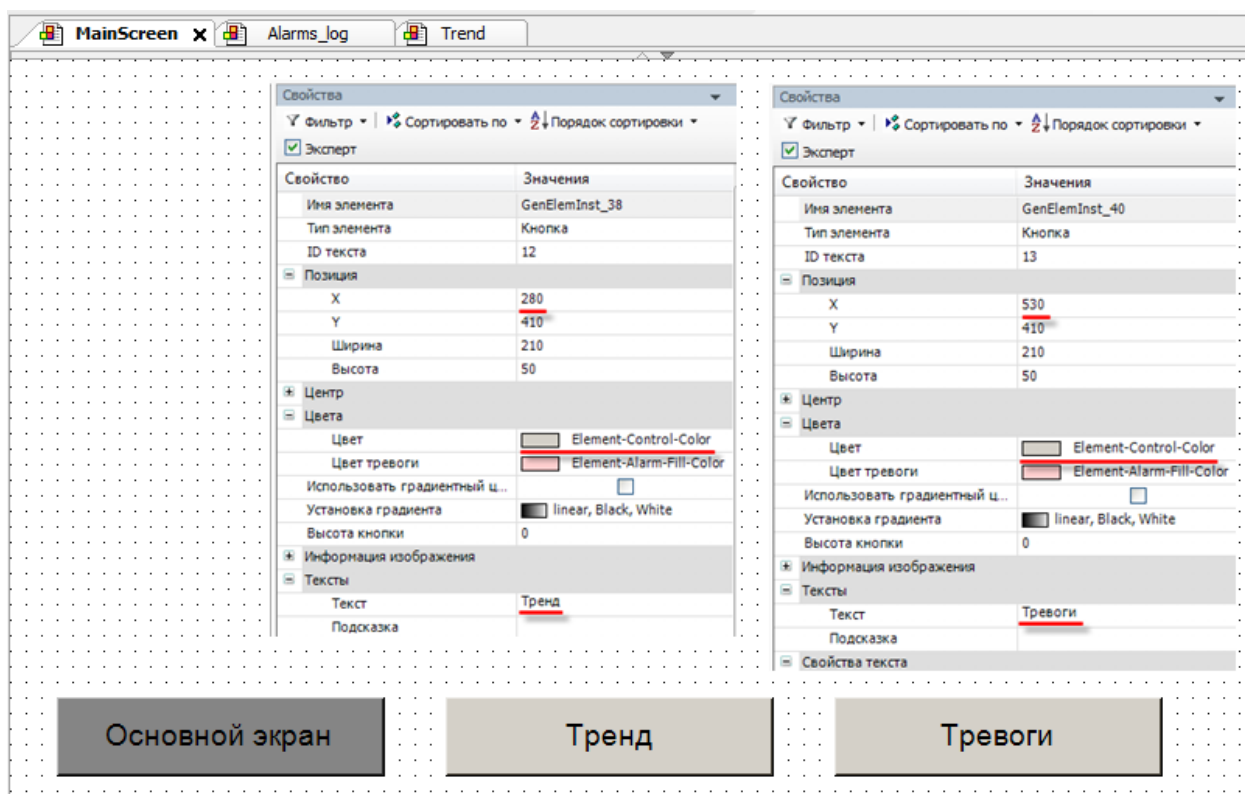 MainScreen X Alarms_log Trend
Свойства
Фильтр Сортировать по Порядок сортировки
Эксперт
Свойство Значения
Имя элемента GenElemInst_38
Тип элемента Кнопка
ID текста 12
Позиция
X 280
Y 410
Ширина 210
Высота 50
Центр
Цвета
Цвет Element-Control-Color
Цвет тревоги Element-Alarm-Fill-Color
Использовать градиентный ц...
Установка градиента linear, Black, White
Высота кнопки 0
Информация изображения
Тексты
Текст Тренд
Подсказка
Свойства
Фильтр Сортировать по Порядок сортировки
Эксперт
Свойство Значения
Имя элемента GenElemInst_40
Тип элемента Кнопка
ID текста 13
Позиция
X 530
Y 410
Ширина 210
Высота 50
Центр
Цвета
Цвет Element-Control-Color
Цвет тревоги Element-Alarm-Fill-Color
Использовать градиентный ц...
Установка градиента linear, Black, White
Высота кнопки 0
Информация изображения
Тексты
Текст Тревоги
Подсказка
Свойства текста
Основной экран Тренд Тревоги